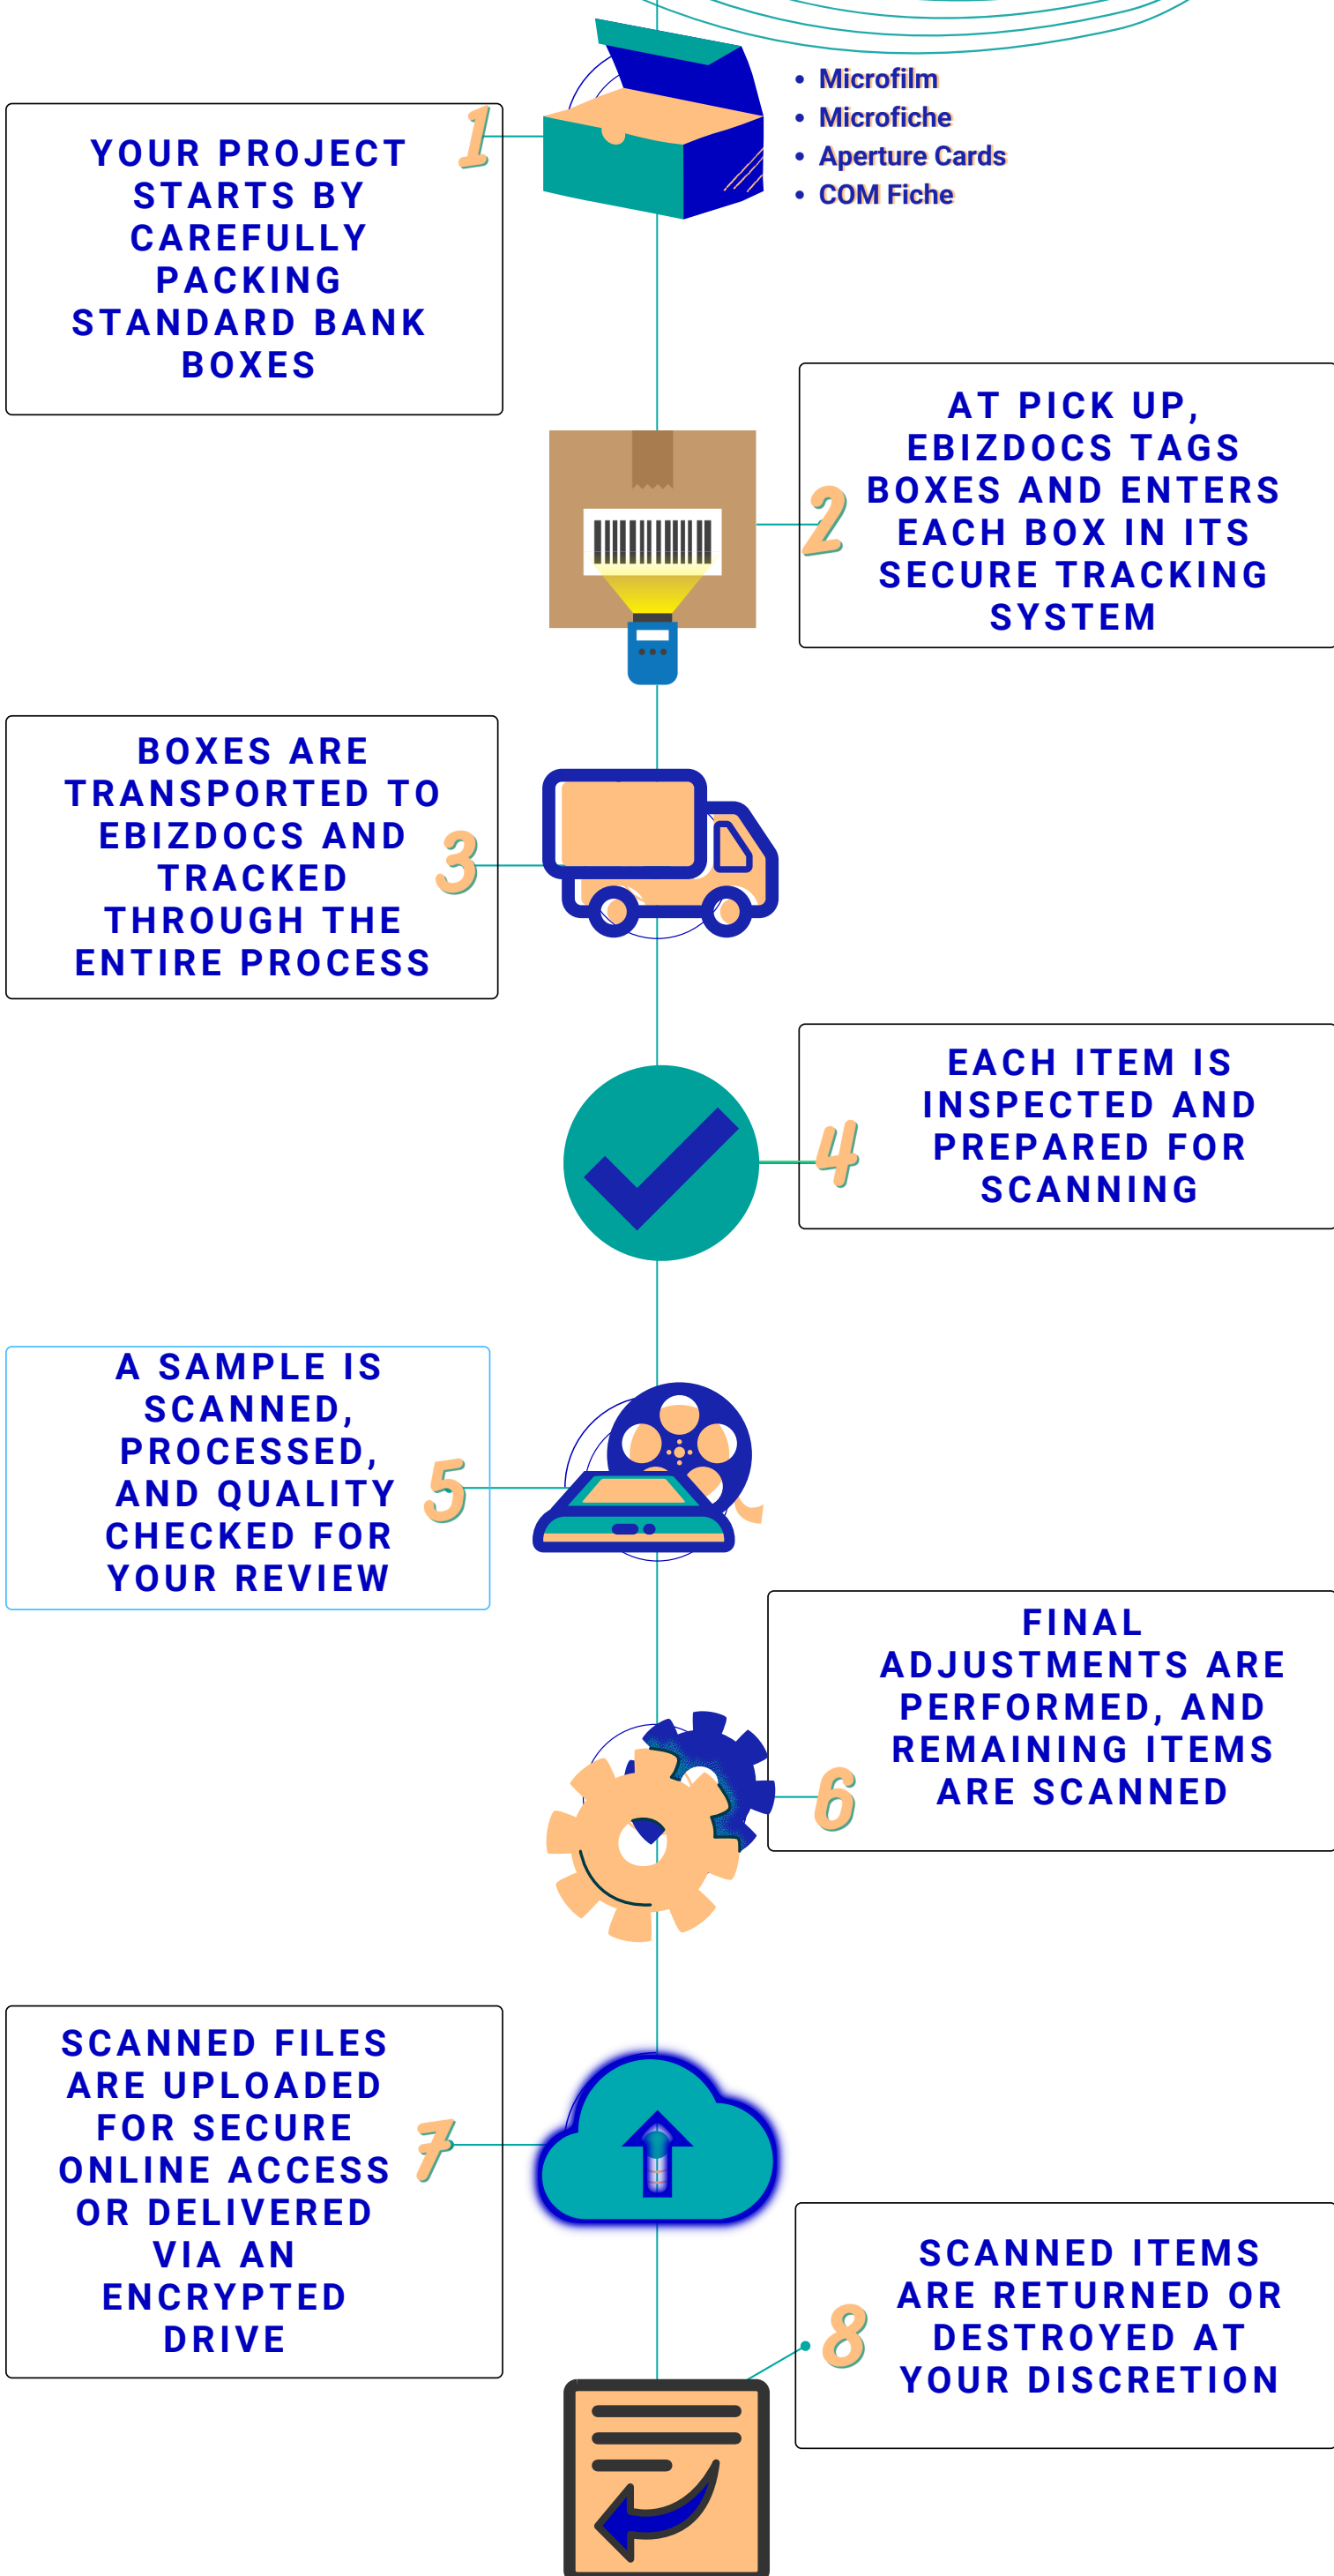 • Microfilm
• Microfiche
• Aperture Cards
• COM Fiche
1
YOUR PROJECT
STARTS BY
CAREFULLY
PACKING
STANDARD BANK
BOXES
2
AT PICK UP,
EBIZDOCS TAGS
BOXES AND ENTERS
EACH BOX IN ITS
SECURE TRACKING
SYSTEM
3
BOXES ARE
TRANSPORTED TO
EBIZDOCS AND
TRACKED
THROUGH THE
ENTIRE PROCESS
4
EACH ITEM IS
INSPECTED AND
PREPARED FOR
SCANNING
5
A SAMPLE IS
SCANNED,
PROCESSED,
AND QUALITY
CHECKED FOR
YOUR REVIEW
6
FINAL
ADJUSTMENTS ARE
PERFORMED, AND
REMAINING ITEMS
ARE SCANNED
7
SCANNED FILES
ARE UPLOADED
FOR SECURE
ONLINE ACCESS
OR DELIVERED
VIA AN
ENCRYPTED
DRIVE
8
SCANNED ITEMS
ARE RETURNED OR
DESTROYED AT
YOUR DISCRETION